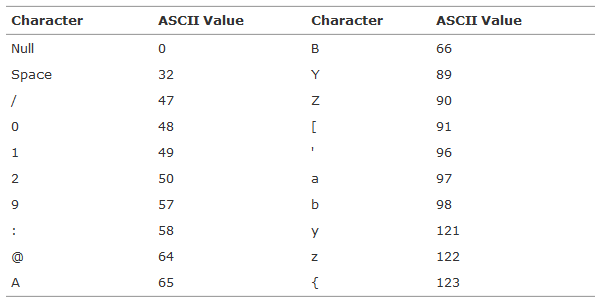 Character ASCII Value Character ASCII Value
Null 0 B 66
Space 32 Y 89
/ 47 Z 90
0 48 [ 91
1 49 ' 96
2 50 a 97
9 57 b 98
: 58 y 121
@ 64 z 122
A 65 { 123